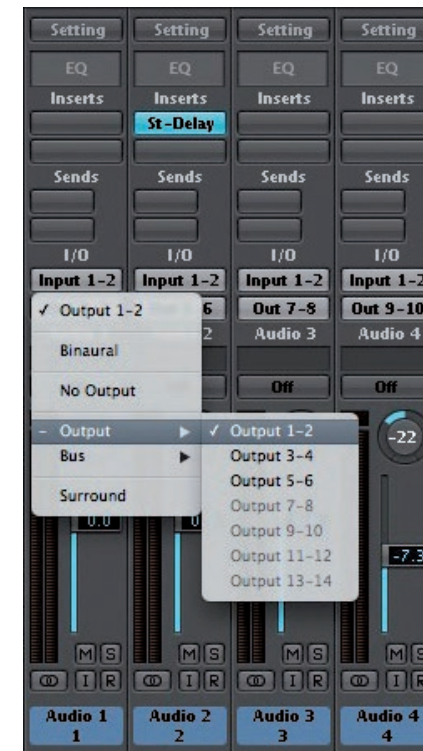 Setting Setting Setting Setting
EQ EQ EQ EQ
Inserts Inserts Inserts Inserts
St-Delay
Sends Sends Sends Sends
I/O I/O I/O I/O
Input 1-2 Input 1-2 Input 1-2 Input 1-2
✓ Output 1-2 6 Out 7-8 Out 9-10
2 Audio 3 Audio 4
Binaural
No Output Off Off
- Output ▶ ✓ Output 1-2 -22
Bus ▶ Output 3-4
Output 5-6
Surround Output 7-8
0.0 Output 9-10
Output 11-12 -7.3
Output 13-14
M S M S M S M S
I R I R I R I R
Audio 1 Audio 2 Audio 3 Audio 4
1 2 3 4